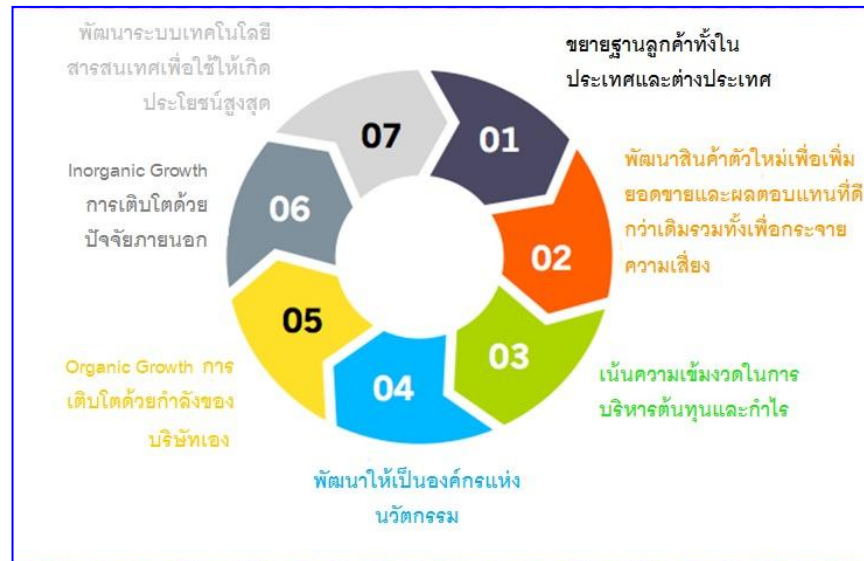 01
ขยายฐานลูกค้าทั้งใน
ประเทศและต่างประเทศ
02
พัฒนาสินค้าตัวใหม่เพื่อเพิ่ม
ยอดขายและผลตอบแทนที่ดี
กว่าเดิมรวมทั้งเพื่อกระจาย
ความเสี่ยง
03
เน้นความเข้มงวดในการ
บริหารต้นทุนและกำไร
04
พัฒนาให้เป็นองค์กรแห่ง
นวัตกรรม
05
Organic Growth การ
เติบโตด้วยกำลังของ
บริษัทเอง
06
Inorganic Growth
การเติบโตด้วย
ปัจจัยภายนอก
07
พัฒนาระบบเทคโนโลยี
สารสนเทศเพื่อใช้ให้เกิด
ประโยชน์สูงสุด